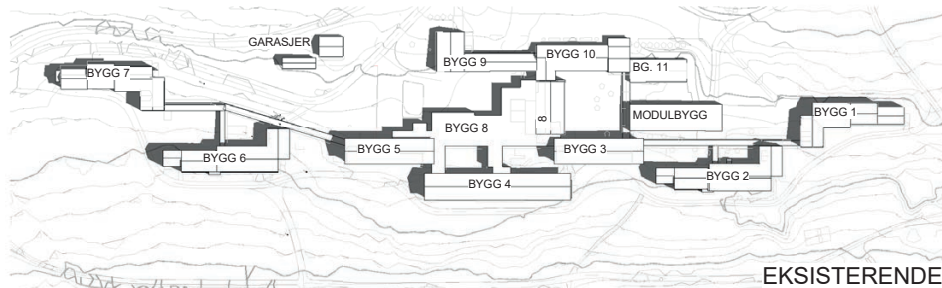 GARASJER
BYGG 7
BYGG 9
BYGG 10
BG. 11
BYGG 8
8
MODULBYGG
BYGG 1
BYGG 6
BYGG 5
BYGG 3
BYGG 4
BYGG 2
EKSISTERENDE